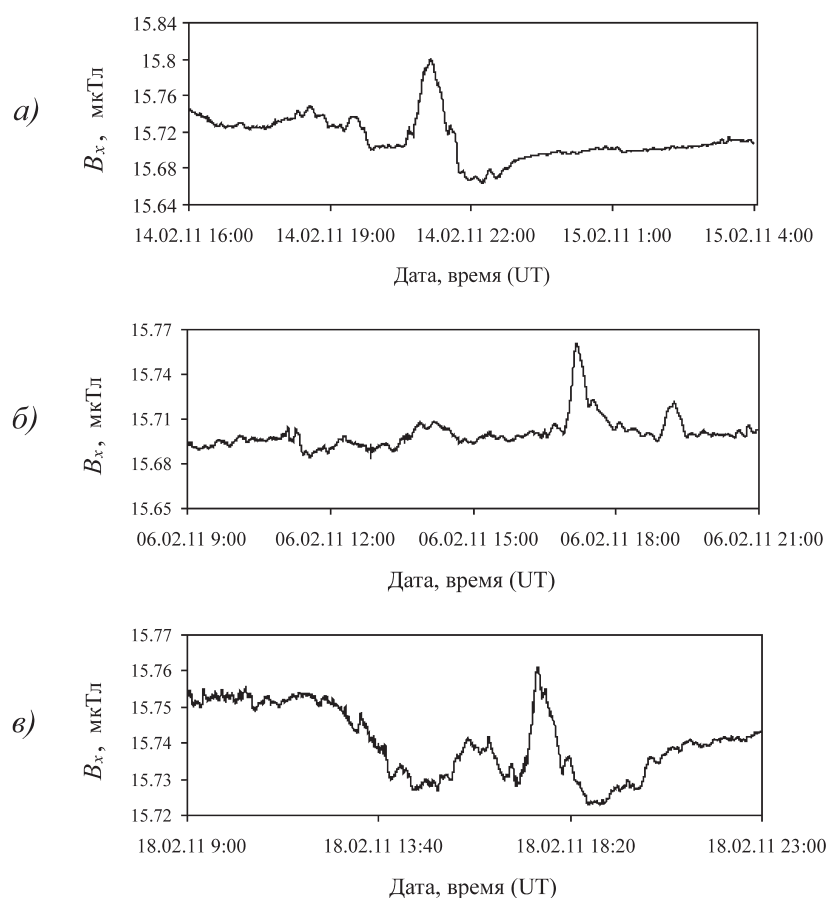 а)
B_x, мкТл
15.84
15.8
15.76
15.72
15.68
15.64
14.02.11 16:00 14.02.11 19:00 14.02.11 22:00 15.02.11 1:00 15.02.11 4:00
Дата, время (UT)
б)
B_x, мкТл
15.77
15.74
15.71
15.68
15.65
06.02.11 9:00 06.02.11 12:00 06.02.11 15:00 06.02.11 18:00 06.02.11 21:00
Дата, время (UT)
в)
B_x, мкТл
15.77
15.76
15.75
15.74
15.73
15.72
18.02.11 9:00 18.02.11 13:40 18.02.11 18:20 18.02.11 23:00
Дата, время (UT)